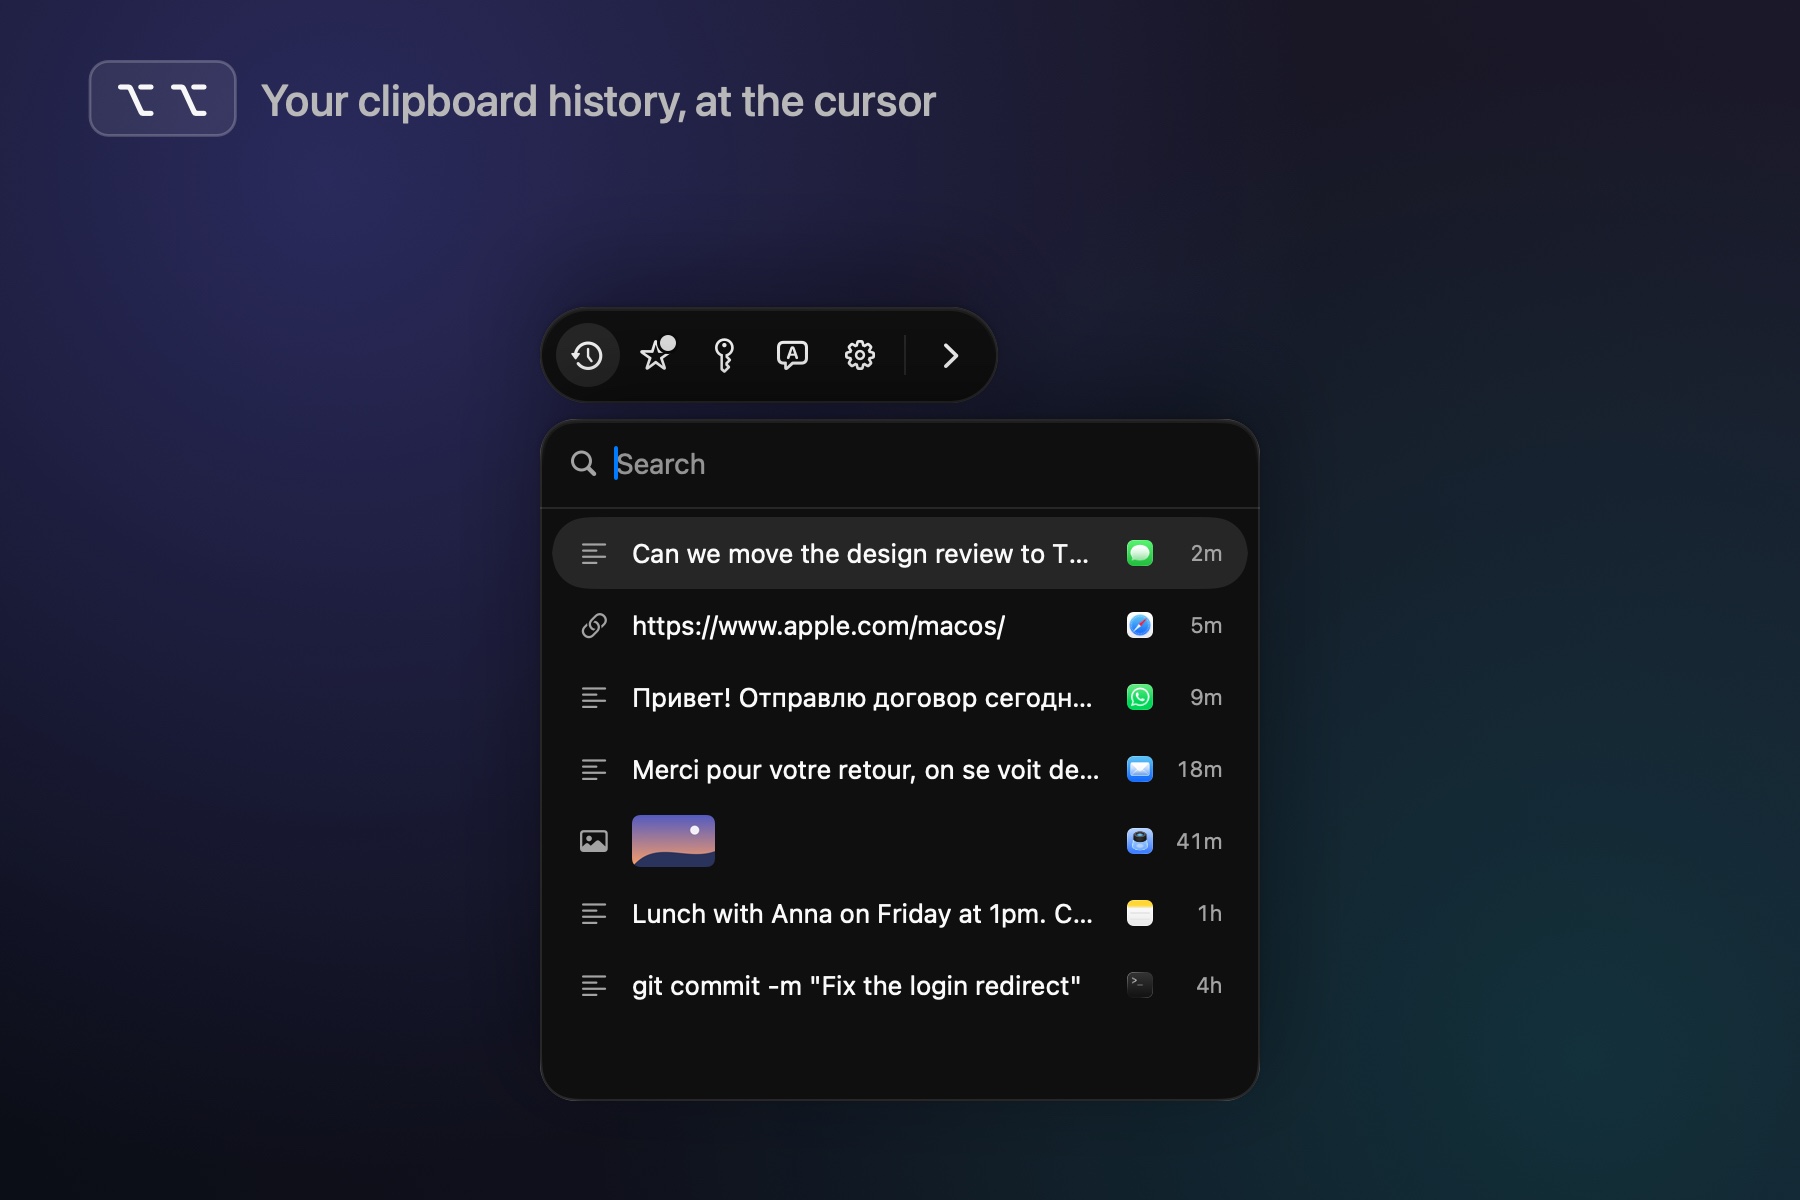 ⌥ ⌥ Your clipboard history, at the cursor
A
Search
Can we move the design review to T... 2m
https://www.apple.com/macos/ 5m
Привет! Отправлю договор сегодн... 9m
Merci pour votre retour, on se voit de... 18m
41m
Lunch with Anna on Friday at 1pm. C... 1h
git commit -m "Fix the login redirect" >_ 4h